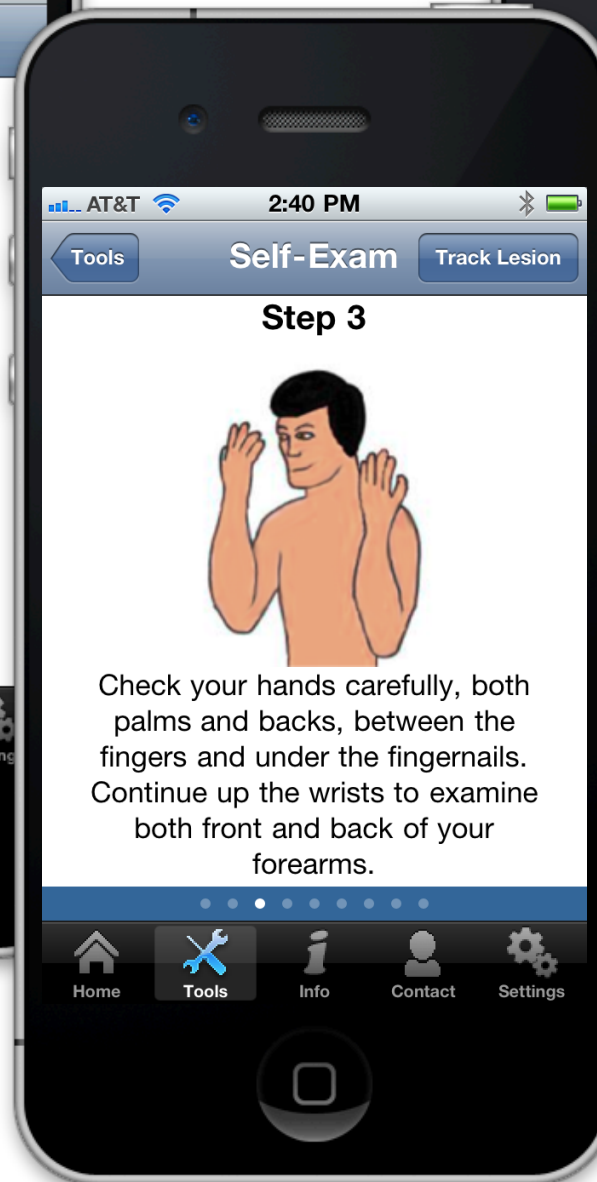 AT&T 2:40 PM
Tools Self-Exam Track Lesion
Step 3
Check your hands carefully, both
palms and backs, between the
fingers and under the fingernails.
Continue up the wrists to examine
both front and back of your
forearms.
Home Tools Info Contact Settings